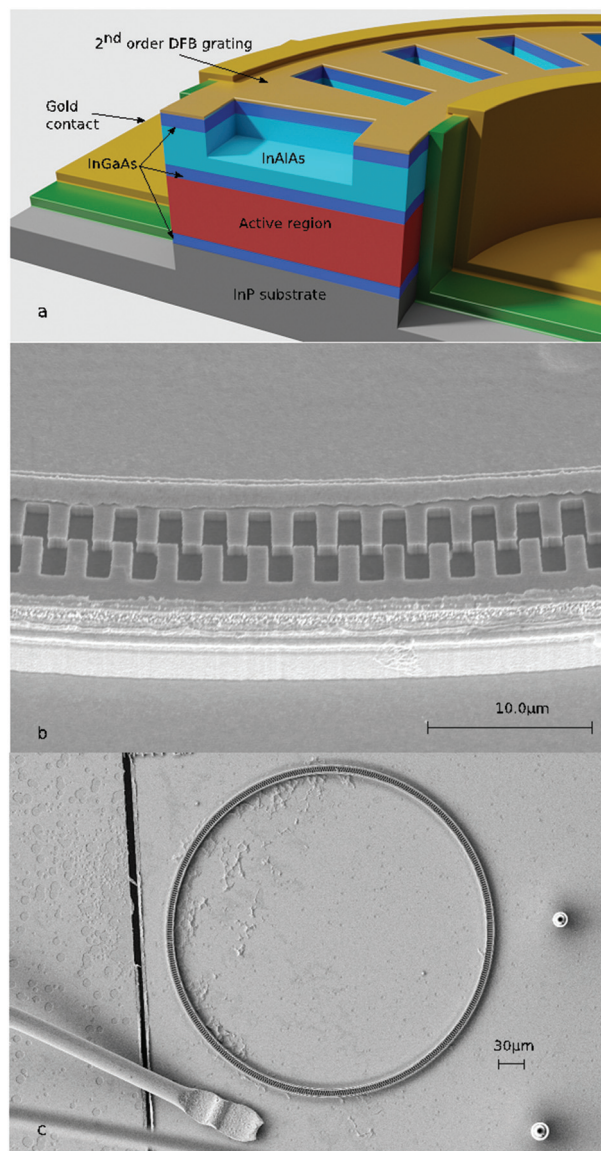 2nd order DFB grating
Gold
contact
InGaAs
InAlAs
Active region
InP substrate
a
10.0μm
b
30μm
c